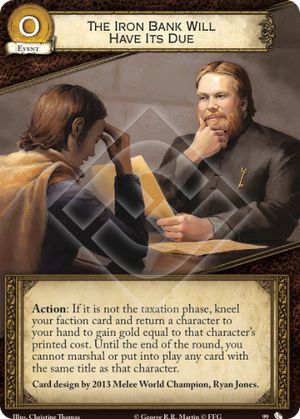 0
THE IRON BANK WILL
HAVE ITS DUE
EVENT
Action: If it is not the taxation phase, kneel
your faction card and return a character to
your hand to gain gold equal to that character's
printed cost. Until the end of the round, you
cannot marshal or put into play any card with
the same title as that character.
Card design by 2013 Melee World Champion, Ryan Jones.
Illus. Christine Thomas © George R.R. Martin © FFG 99